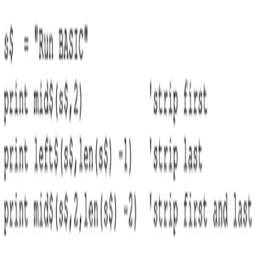 s$ = "Run BASIC"
print mid$(s$,2) 'strip first
print left$(s$,len(s$) -1) 'strip last
print mid$(s$,2,len(s$) -2) 'strip first and last